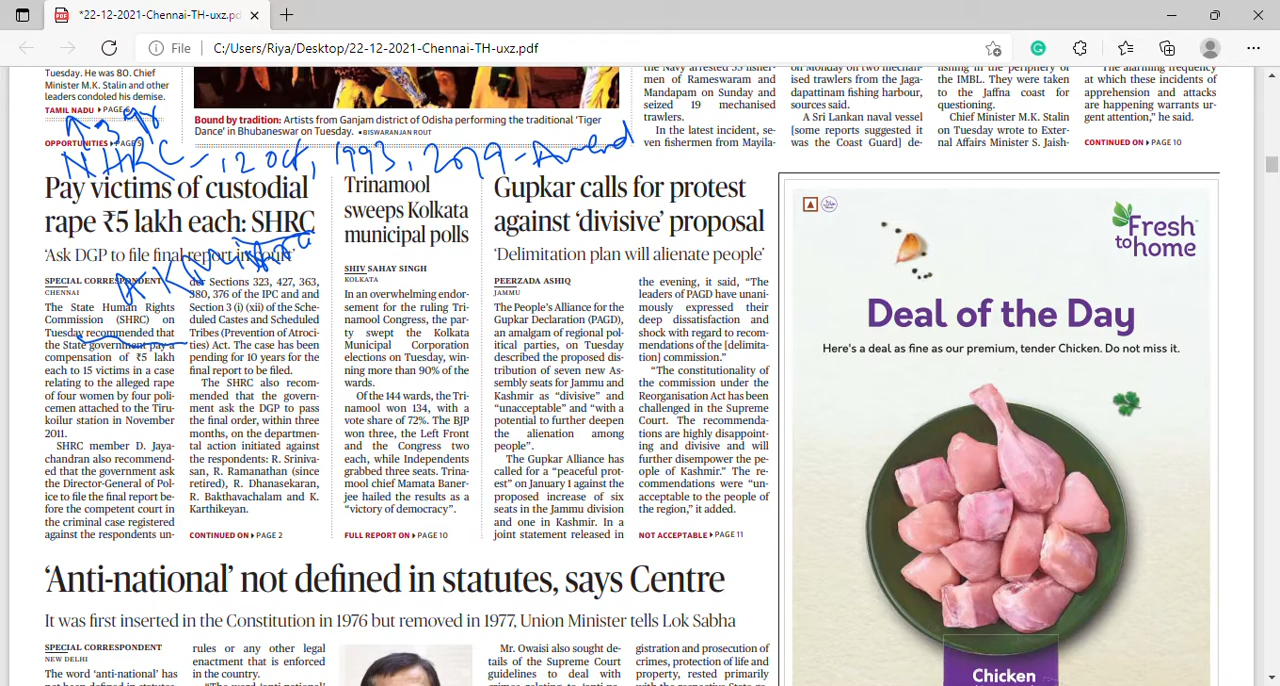 *22-12-2021-Chennai-TH-uxz.pd
File
C:/Users/Riya/Desktop/22-12-2021-Chennai-TH-uxz.pdf
Tuesday. He was 80. Chief
Minister M.K. Stalin and other
leaders condoled his demise.
TAMIL NADU PAGE
OPPORTUNITIES PAGE 5
Bound by tradition: Artists from Ganjam district of Odisha performing the traditional ‘Tiger
Dance’ in Bhubaneswar on Tuesday. BISWARANJAN ROUT
men of Rameswaram and
Mandapam on Sunday and
seized 19 mechanised
trawlers.
In the latest incident, se-
ven fishermen from Mayila-
on Monday on two mechan-
ised trawlers from the Jaga-
dapattinam fishing harbour,
sources said.
A Sri Lankan naval vessel
[some reports suggested it
was the Coast Guard] de-
fishing in the periphery of
the IMBL. They were taken
to the Jaffna coast for
questioning.
Chief Minister M.K. Stalin
on Tuesday wrote to Exter-
nal Affairs Minister S. Jaish-
The alarming frequency
at which these incidents of
apprehension and attacks
are happening warrants ur-
gent attention,” he said.
CONTINUED ON PAGE 10
3 yr
NHRC - 12 oct, 1993, 2019 - Amend
Pay victims of custodial
rape ₹5 lakh each: SHRC
‘Ask DGP to file final report in court’
A K Mishra
SPECIAL CORRESPONDENT
CHENNAI
The State Human Rights
Commission (SHRC) on
Tuesday recommended that
the State government pay a
compensation of ₹5 lakh
each to 15 victims in a case
relating to the alleged rape
of four women by four poli-
cemen attached to the Tiru-
koilur station in November
2011.
SHRC member D. Jaya-
chandran also recommend-
ed that the government ask
the Director-General of Pol-
ice to file the final report be-
fore the competent court in
the criminal case registered
against the respondents un-
der Sections 323, 427, 363,
380, 376 of the IPC and and
Section 3 (i) (xii) of the Sche-
duled Castes and Scheduled
Tribes (Prevention of Atroci-
ties) Act. The case has been
pending for 10 years for the
final report to be filed.
The SHRC also recom-
mended that the govern-
ment ask the DGP to pass
the final order, within three
months, on the departmen-
tal action initiated against
the respondents: R. Sriniva-
san, R. Ramanathan (since
retired), R. Dhanasekaran,
R. Bakthavachalam and K.
Karthikeyan.
CONTINUED ON PAGE 2
Trinamool
sweeps Kolkata
municipal polls
SHIV SAHAY SINGH
KOLKATA
In an overwhelming endor-
sement for the ruling Tri-
namool Congress, the par-
ty swept the Kolkata
Municipal Corporation
elections on Tuesday, win-
ning more than 90% of the
wards.
Of the 144 wards, the Tri-
namool won 134, with a
vote share of 72%. The BJP
won three, the Left Front
and the Congress two
each, while Independents
grabbed three seats. Trina-
mool chief Mamata Baner-
jee hailed the results as a
“victory of democracy”.
FULL REPORT ON PAGE 10
Gupkar calls for protest
against ‘divisive’ proposal
‘Delimitation plan will alienate people’
PEERZADA ASHIQ
JAMMU
The People’s Alliance for the
Gupkar Declaration (PAGD),
an amalgam of regional pol-
itical parties, on Tuesday
described the proposed dis-
tribution of seven new As-
sembly seats for Jammu and
Kashmir as “divisive” and
“unacceptable” and “with a
potential to further deepen
the alienation among
people”.
The Gupkar Alliance has
called for a “peaceful prot-
est” on January 1 against the
proposed increase of six
seats in the Jammu division
and one in Kashmir. In a
joint statement released in
the evening, it said, “The
leaders of PAGD have unani-
mously expressed their
deep dissatisfaction and
shock with regard to recom-
mendations of the [delimita-
tion] commission.”
“The constitutionality of
the commission under the
Reorganisation Act has been
challenged in the Supreme
Court. The recommenda-
tions are highly disappoint-
ing and divisive and will
further disempower the pe-
ople of Kashmir.” The re-
commendations were “un-
acceptable to the people of
the region,” it added.
NOT ACCEPTABLE PAGE 11
Fresh
to home
Deal of the Day
Here's a deal as fine as our premium, tender Chicken. Do not miss it.
Chicken
‘Anti-national’ not defined in statutes, says Centre
It was first inserted in the Constitution in 1976 but removed in 1977, Union Minister tells Lok Sabha
SPECIAL CORRESPONDENT
NEW DELHI
The word ‘anti-national’ has
rules or any other legal
enactment that is enforced
in the country.
“The word ‘anti-national’
Mr. Owaisi also sought de-
tails of the Supreme Court
guidelines to deal with
gistration and prosecution of
crimes, protection of life and
property, rested primarily